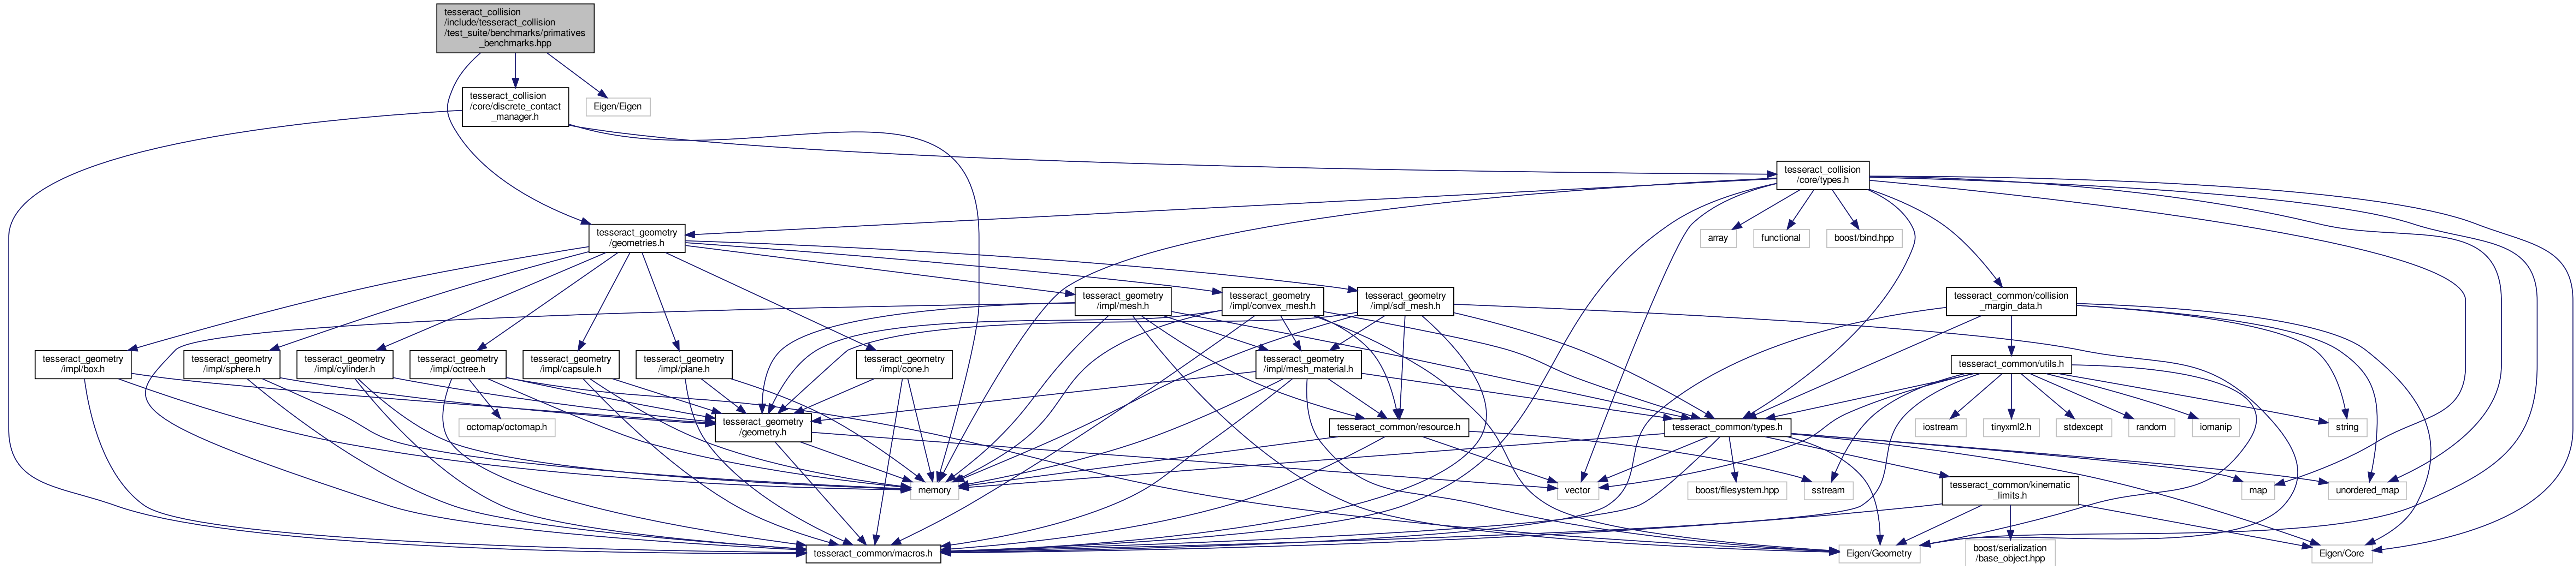 tesseract_collision
/include/tesseract_collision
/test_suite/benchmarks/primatives
_benchmarks.hpp
tesseract_collision
/core/discrete_contact
_manager.h
Eigen/Eigen
tesseract_collision
/core/types.h
tesseract_geometry
/geometries.h
array
functional
boost/bind.hpp
tesseract_geometry
/impl/mesh.h
tesseract_geometry
/impl/convex_mesh.h
tesseract_geometry
/impl/sdf_mesh.h
tesseract_common/collision
_margin_data.h
tesseract_geometry
/impl/box.h
tesseract_geometry
/impl/sphere.h
tesseract_geometry
/impl/cylinder.h
tesseract_geometry
/impl/octree.h
tesseract_geometry
/impl/capsule.h
tesseract_geometry
/impl/plane.h
tesseract_geometry
/impl/cone.h
tesseract_geometry
/impl/mesh_material.h
tesseract_common/utils.h
octomap/octomap.h
tesseract_geometry
/geometry.h
tesseract_common/resource.h
tesseract_common/types.h
iostream
tinyxml2.h
stdexcept
random
iomanip
string
memory
vector
boost/filesystem.hpp
sstream
tesseract_common/kinematic
_limits.h
map
unordered_map
tesseract_common/macros.h
Eigen/Geometry
boost/serialization
/base_object.hpp
Eigen/Core